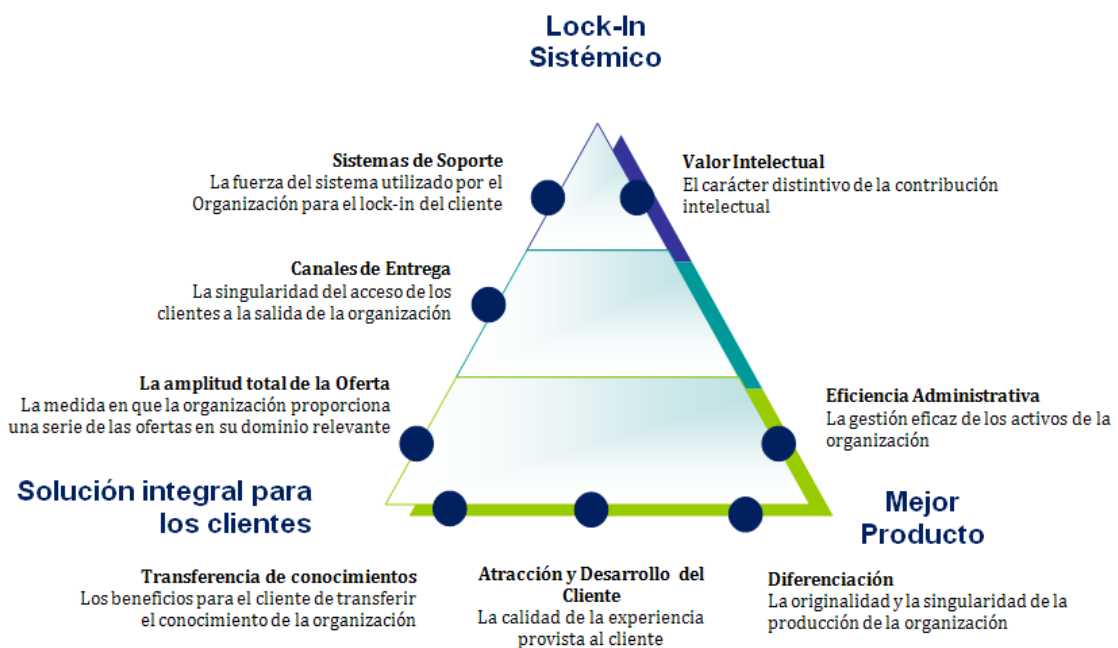 Lock-In
Sistémico
Sistemas de Soporte
La fuerza del sistema utilizado por el
Organización para el lock-in del cliente
Valor Intelectual
El carácter distintivo de la contribución
intelectual
Canales de Entrega
La singularidad del acceso de los
clientes a la salida de la organización
La amplitud total de la Oferta
La medida en que la organización proporciona
una serie de las ofertas en su dominio relevante
Eficiencia Administrativa
La gestión eficaz de los activos de la
organización
Solución integral para
los clientes
Mejor
Producto
Transferencia de conocimientos
Los beneficios para el cliente de transferir
el conocimiento de la organización
Atracción y Desarrollo del
Cliente
La calidad de la experiencia
provista al cliente
Diferenciación
La originalidad y la singularidad de la
producción de la organización